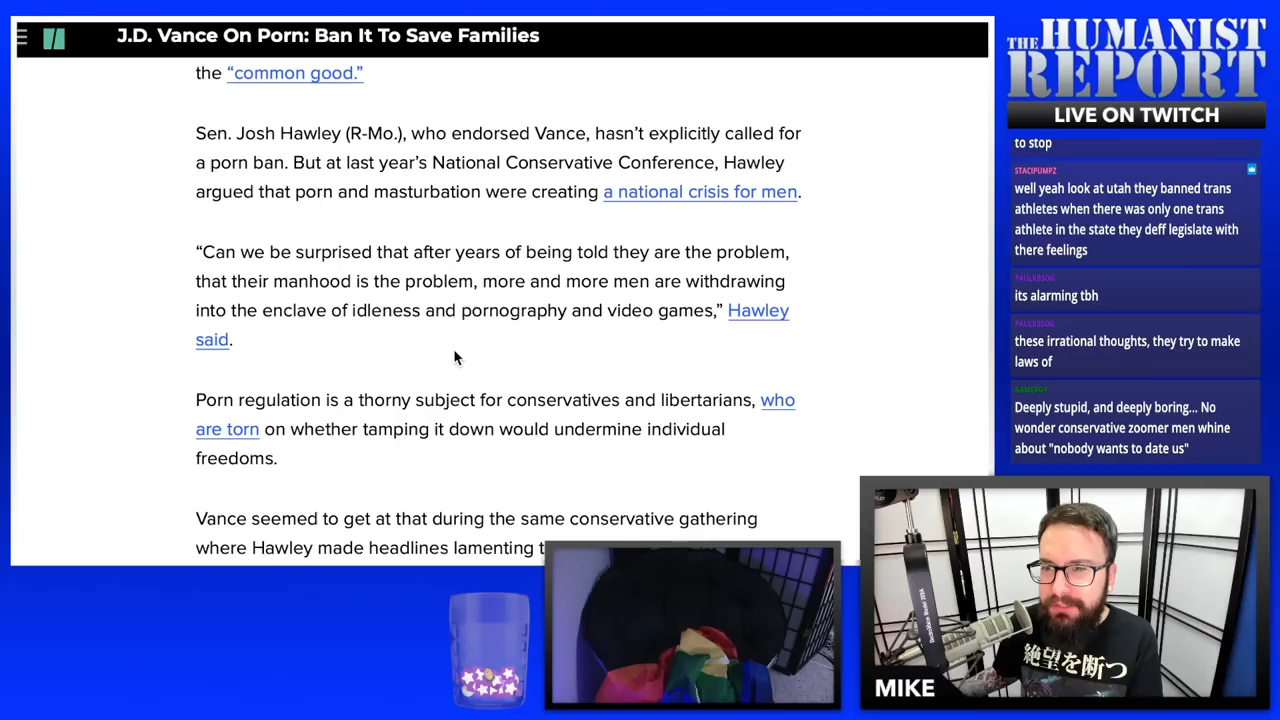 J.D. Vance On Porn: Ban It To Save Families
the “common good.”
Sen. Josh Hawley (R-Mo.), who endorsed Vance, hasn’t explicitly called for
a porn ban. But at last year’s National Conservative Conference, Hawley
argued that porn and masturbation were creating a national crisis for men.
“Can we be surprised that after years of being told they are the problem,
that their manhood is the problem, more and more men are withdrawing
into the enclave of idleness and pornography and video games,” Hawley
said.
Porn regulation is a thorny subject for conservatives and libertarians, who
are torn on whether tamping it down would undermine individual
freedoms.
Vance seemed to get at that during the same conservative gathering
where Hawley made headlines lamenting
THE HUMANIST
REPORT
LIVE ON TWITCH
to stop
STACIPUMPZ
well yeah look at utah they banned trans
athletes when there was only one trans
athlete in the state they deff legislate with
there feelings
its alarming tbh
these irrational thoughts, they try to make
laws of
Deeply stupid, and deeply boring... No
wonder conservative zoomer men whine
about "nobody wants to date us"
絶望を断つ
MIKE